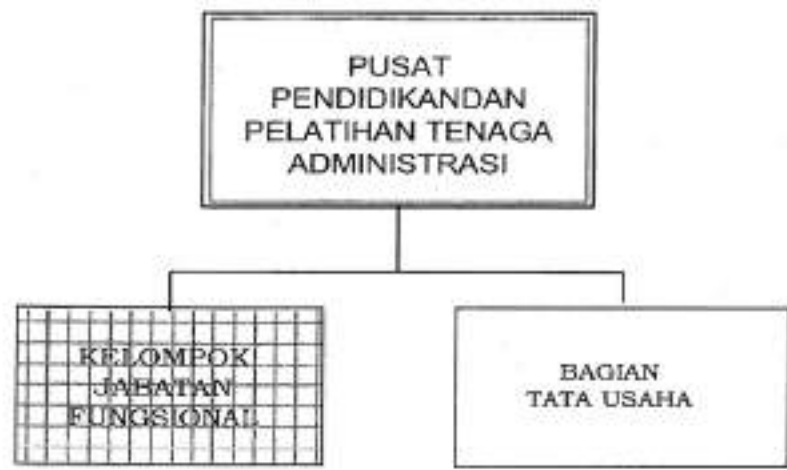 PUSAT
PENDIDIKANDAN
PELATIHAN TENAGA
ADMINISTRASI
KELOMPOK
JABATAN
FUNGSIONAL
BAGIAN
TATA USAHA